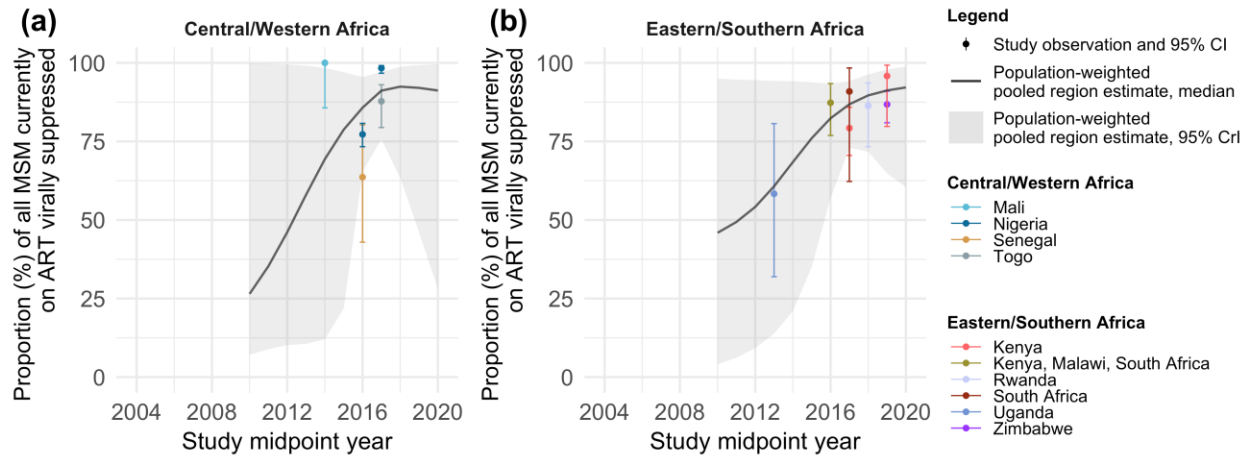 (a)
Central/Western Africa
Proportion (%) of all MSM currently
on ART virally suppressed
100
75
50
25
0
2004
2008
2012
2016
2020
Study midpoint year
(b)
Eastern/Southern Africa
Proportion (%) of all MSM currently
on ART virally suppressed
100
75
50
25
0
2004
2008
2012
2016
2020
Study midpoint year
Legend
Study observation and 95% CI
Population-weighted
pooled region estimate, median
Population-weighted
pooled region estimate, 95% CrI
Central/Western Africa
Mali
Nigeria
Senegal
Togo
Eastern/Southern Africa
Kenya
Kenya, Malawi, South Africa
Rwanda
South Africa
Uganda
Zimbabwe